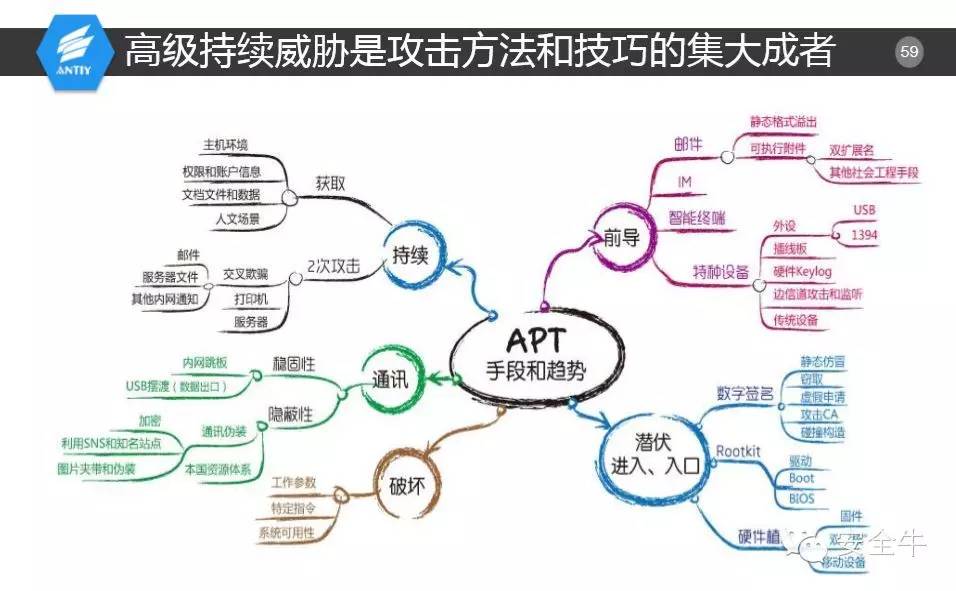 高级持续威胁是攻击方法和技巧的集大成者
59
ANTIY
APT
手段和趋势
前导
邮件
静态格式溢出
可执行附件
双扩展名
其他社会工程手段
IM
智能终端
特种设备
外设
USB
1394
插线板
硬件Keylog
边信道攻击和监听
传统设备
潜伏
进入、入口
数字签名
静态仿冒
窃取
虚假申请
攻击CA
碰撞构造
Rootkit
驱动
Boot
BIOS
硬件植
固件
移动设备
破坏
工作参数
特定指令
系统可用性
通讯
稳固性
内网跳板
USB摆渡（数据出口）
隐蔽性
通讯伪装
加密
利用SNS和知名站点
图片夹带和伪装
本国资源体系
持续
获取
主机环境
权限和账户信息
文档文件和数据
人文场景
2次攻击
交叉欺骗
邮件
服务器文件
其他内网通知
打印机
服务器
安全牛